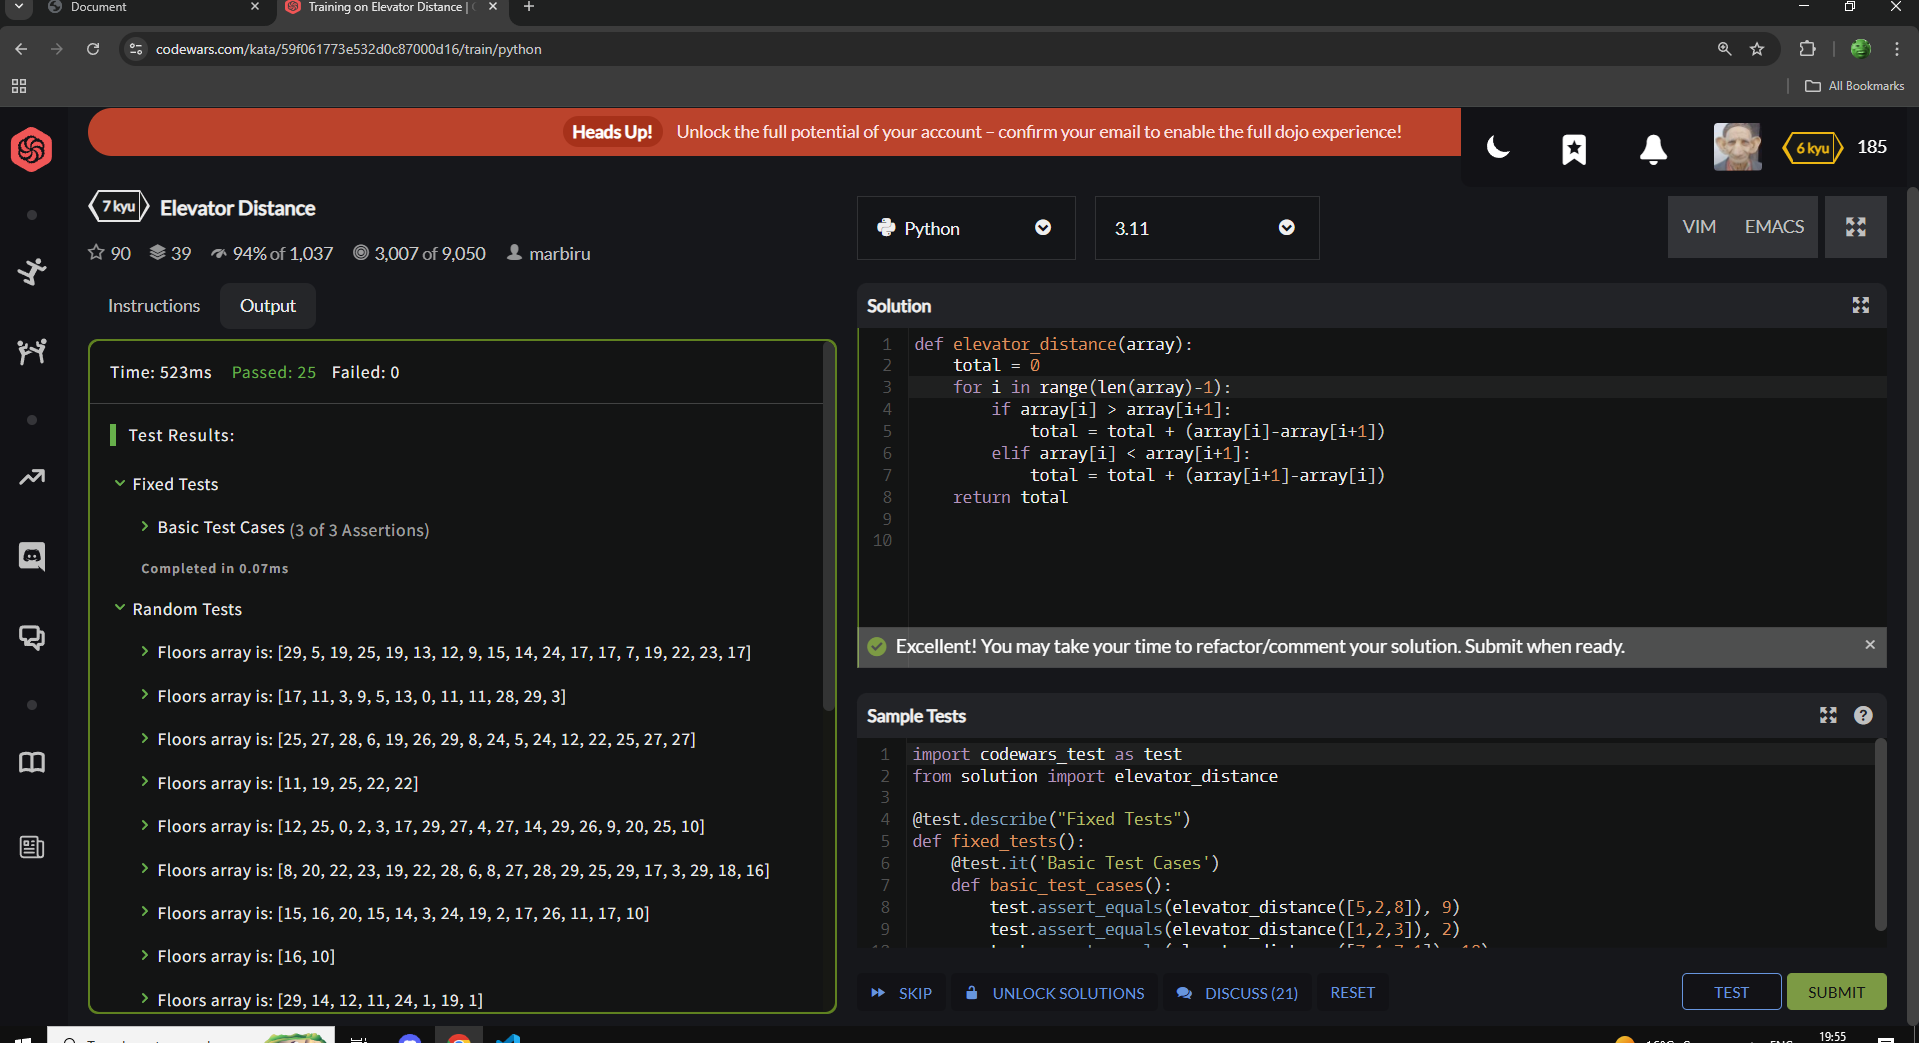 Document
Training on Elevator Distance |
codewars.com/kata/59f061773e532d0c87000d16/train/python
All Bookmarks
Heads Up! Unlock the full potential of your account – confirm your email to enable the full dojo experience!
6 kyu 185
7 kyu Elevator Distance
90 39 94% of 1,037 3,007 of 9,050 marbiru
Instructions Output
Time: 523ms Passed: 25 Failed: 0
Test Results:
Fixed Tests
Basic Test Cases (3 of 3 Assertions)
Completed in 0.07ms
Random Tests
Floors array is: [29, 5, 19, 25, 19, 13, 12, 9, 15, 14, 24, 17, 17, 7, 19, 22, 23, 17]
Floors array is: [17, 11, 3, 9, 5, 13, 0, 11, 11, 28, 29, 3]
Floors array is: [25, 27, 28, 6, 19, 26, 29, 8, 24, 5, 24, 12, 22, 25, 27, 27]
Floors array is: [11, 19, 25, 22, 22]
Floors array is: [12, 25, 0, 2, 3, 17, 29, 27, 4, 27, 14, 29, 26, 9, 20, 25, 10]
Floors array is: [8, 20, 22, 23, 19, 22, 28, 6, 8, 27, 28, 29, 25, 29, 17, 3, 29, 18, 16]
Floors array is: [15, 16, 20, 15, 14, 3, 24, 19, 2, 17, 26, 11, 17, 10]
Floors array is: [16, 10]
Floors array is: [29, 14, 12, 11, 24, 1, 19, 1]
Python 3.11 VIM EMACS
Solution
1 def elevator_distance(array):
2     total = 0
3     for i in range(len(array)-1):
4         if array[i] > array[i+1]:
5             total = total + (array[i]-array[i+1])
6         elif array[i] < array[i+1]:
7             total = total + (array[i+1]-array[i])
8     return total
9
10
Excellent! You may take your time to refactor/comment your solution. Submit when ready.
Sample Tests
1 import codewars_test as test
2 from solution import elevator_distance
3
4 @test.describe("Fixed Tests")
5 def fixed_tests():
6     @test.it('Basic Test Cases')
7     def basic_test_cases():
8         test.assert_equals(elevator_distance([5,2,8]), 9)
9         test.assert_equals(elevator_distance([1,2,3]), 2)
SKIP UNLOCK SOLUTIONS DISCUSS (21) RESET TEST SUBMIT
19:55